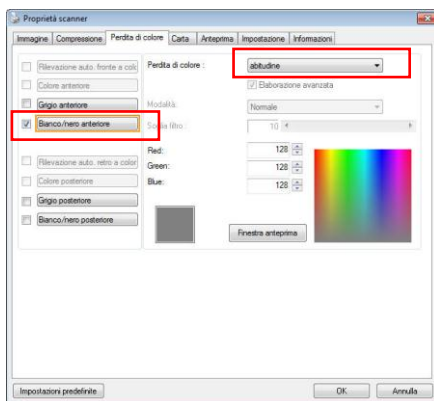 Proprietà scanner
Immagine Compressione Perdita di colore Carta Anteprima Impostazione Informazioni
Rilevazione auto. fronte a colo
Colore anteriore
Grigio anteriore
Bianco/nero anteriore
Rilevazione auto. retro a color
Colore posteriore
Grigio posteriore
Bianco/nero posteriore
Perdita di colore : abitudine
Elaborazione avanzata
Modalità: Normale
Soglia filtro : 10
Red: 128
Green: 128
Blue: 128
Finestra anteprima
Impostazioni predefinite OK Annulla